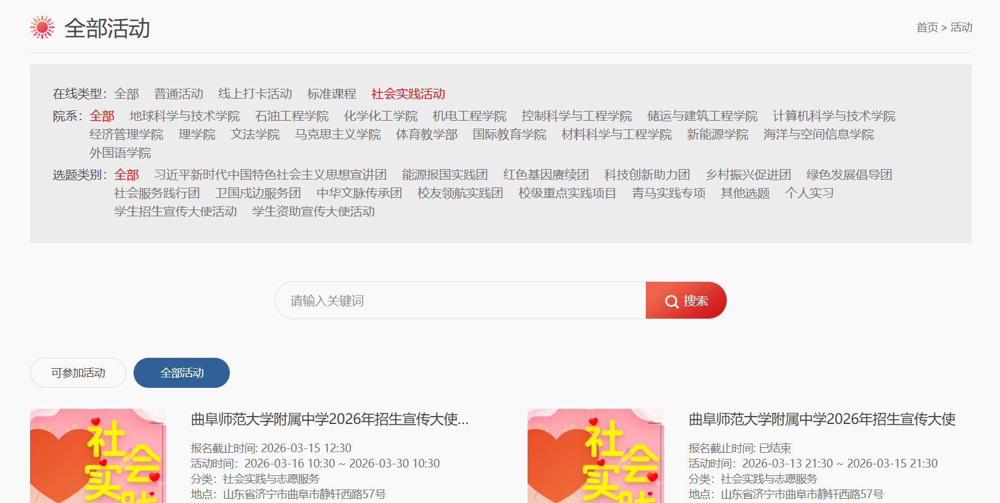 全部活动
首页 > 活动
在线类型： 全部 普通活动 线上打卡活动 标准课程 社会实践活动
院系： 全部 地球科学与技术学院 石油工程学院 化学化工学院 机电工程学院 控制科学与工程学院 储运与建筑工程学院 计算机科学与技术学院
经济管理学院 理学院 文法学院 马克思主义学院 体育教学部 国际教育学院 材料科学与工程学院 新能源学院 海洋与空间信息学院
外国语学院
选题类别： 全部 习近平新时代中国特色社会主义思想宣讲团 能源报国实践团 红色基因赓续团 科技创新助力团 乡村振兴促进团 绿色发展倡导团
社会服务践行团 卫国戍边服务团 中华文脉传承团 校友领航实践团 校级重点实践项目 青马实践专项 其他选题 个人实习
学生招生宣传大使活动 学生资助宣传大使活动
请输入关键词
搜索
可参加活动 全部活动
社会
实践
曲阜师范大学附属中学2026年招生宣传大使...
报名截止时间: 2026-03-15 12:30
活动时间： 2026-03-16 10:30 ~ 2026-03-30 10:30
分类： 社会实践与志愿服务
地点： 山东省济宁市曲阜市静轩西路57号
社会
实践
曲阜师范大学附属中学2026年招生宣传大使
报名截止时间: 已结束
活动时间： 2026-03-13 21:30 ~ 2026-03-15 21:30
分类： 社会实践与志愿服务
地点： 山东省济宁市曲阜市静轩西路57号